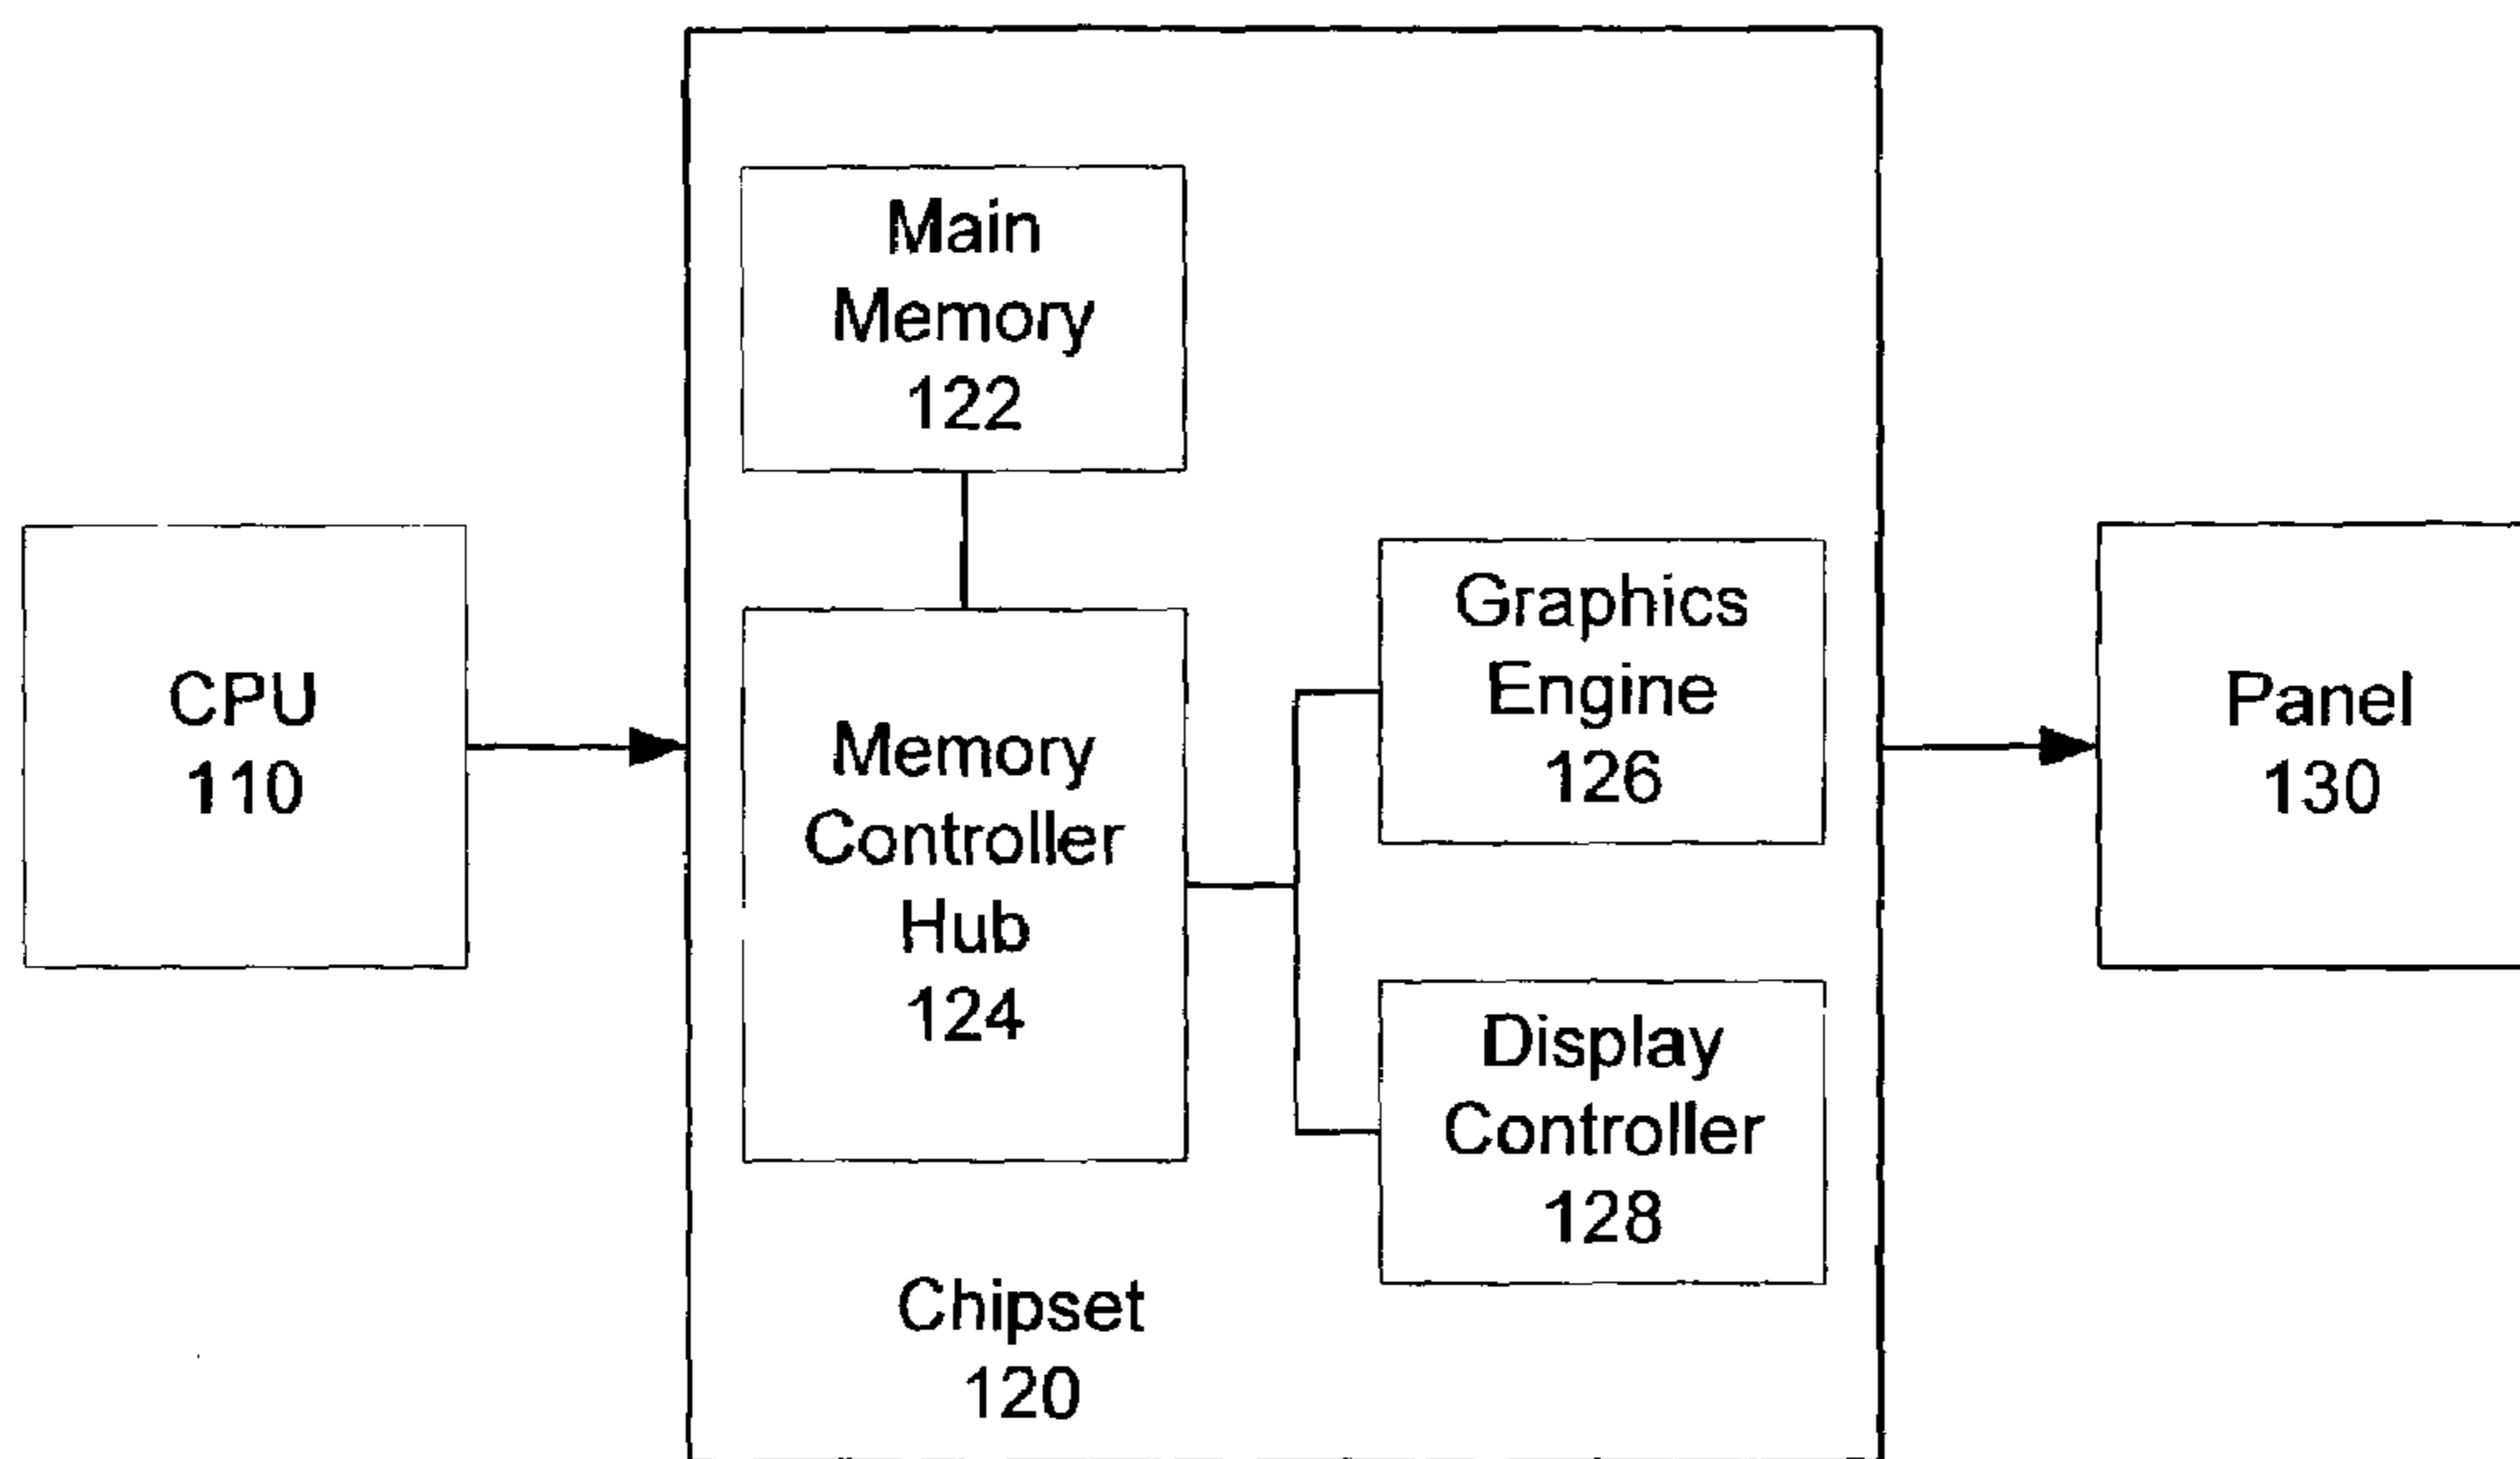 Main
Memory
122
CPU
110
Memory
Controller
Hub
124
Graphics
Engine
126
Display
Controller
128
Panel
130
Chipset
120